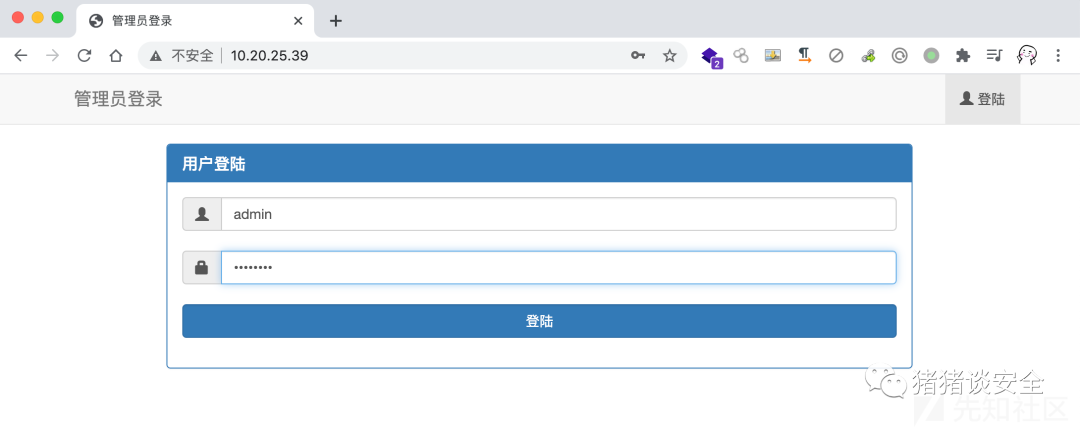 管理员登录
不安全 10.20.25.39
2
管理员登录
登陆
用户登陆
admin
••••••••
登陆
猪猪谈安全
先知社区